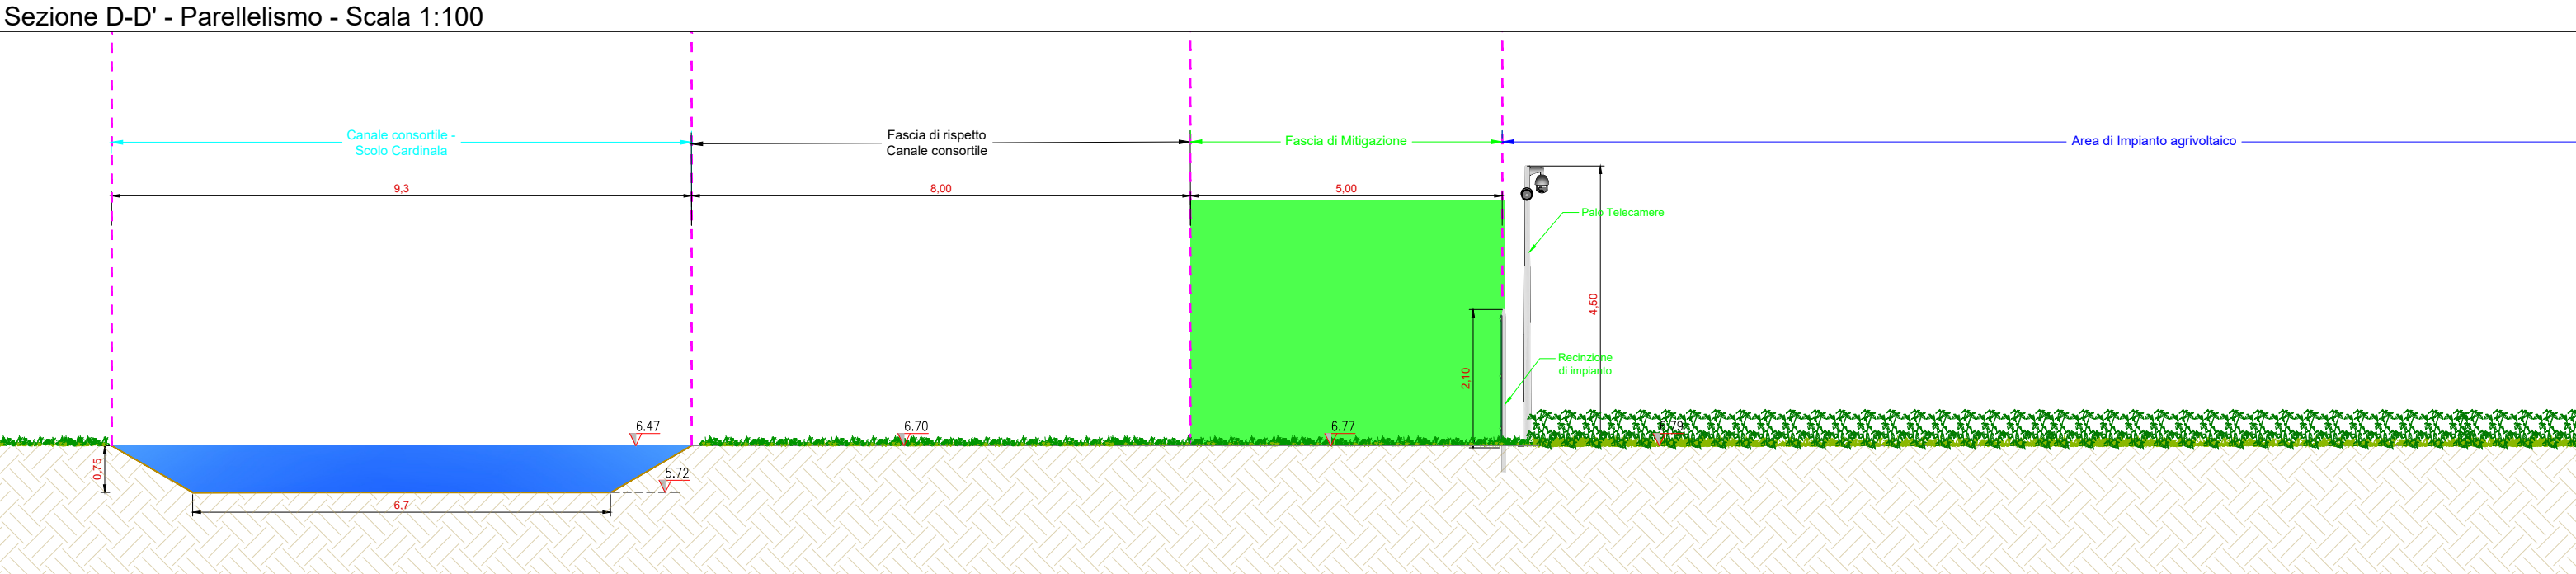 Sezione D-D' - Parellelismo - Scala 1:100
Canale consortile -
Scolo Cardinala
Fascia di rispetto
Canale consortile
Fascia di Mitigazione
Area di Impianto agrivoltaico
9,3
8,00
5,00
Palo Telecamere
4,50
2,10
Recinzione
di impianto
6.47
6.70
6.77
6.79
0,75
5.72
6,7